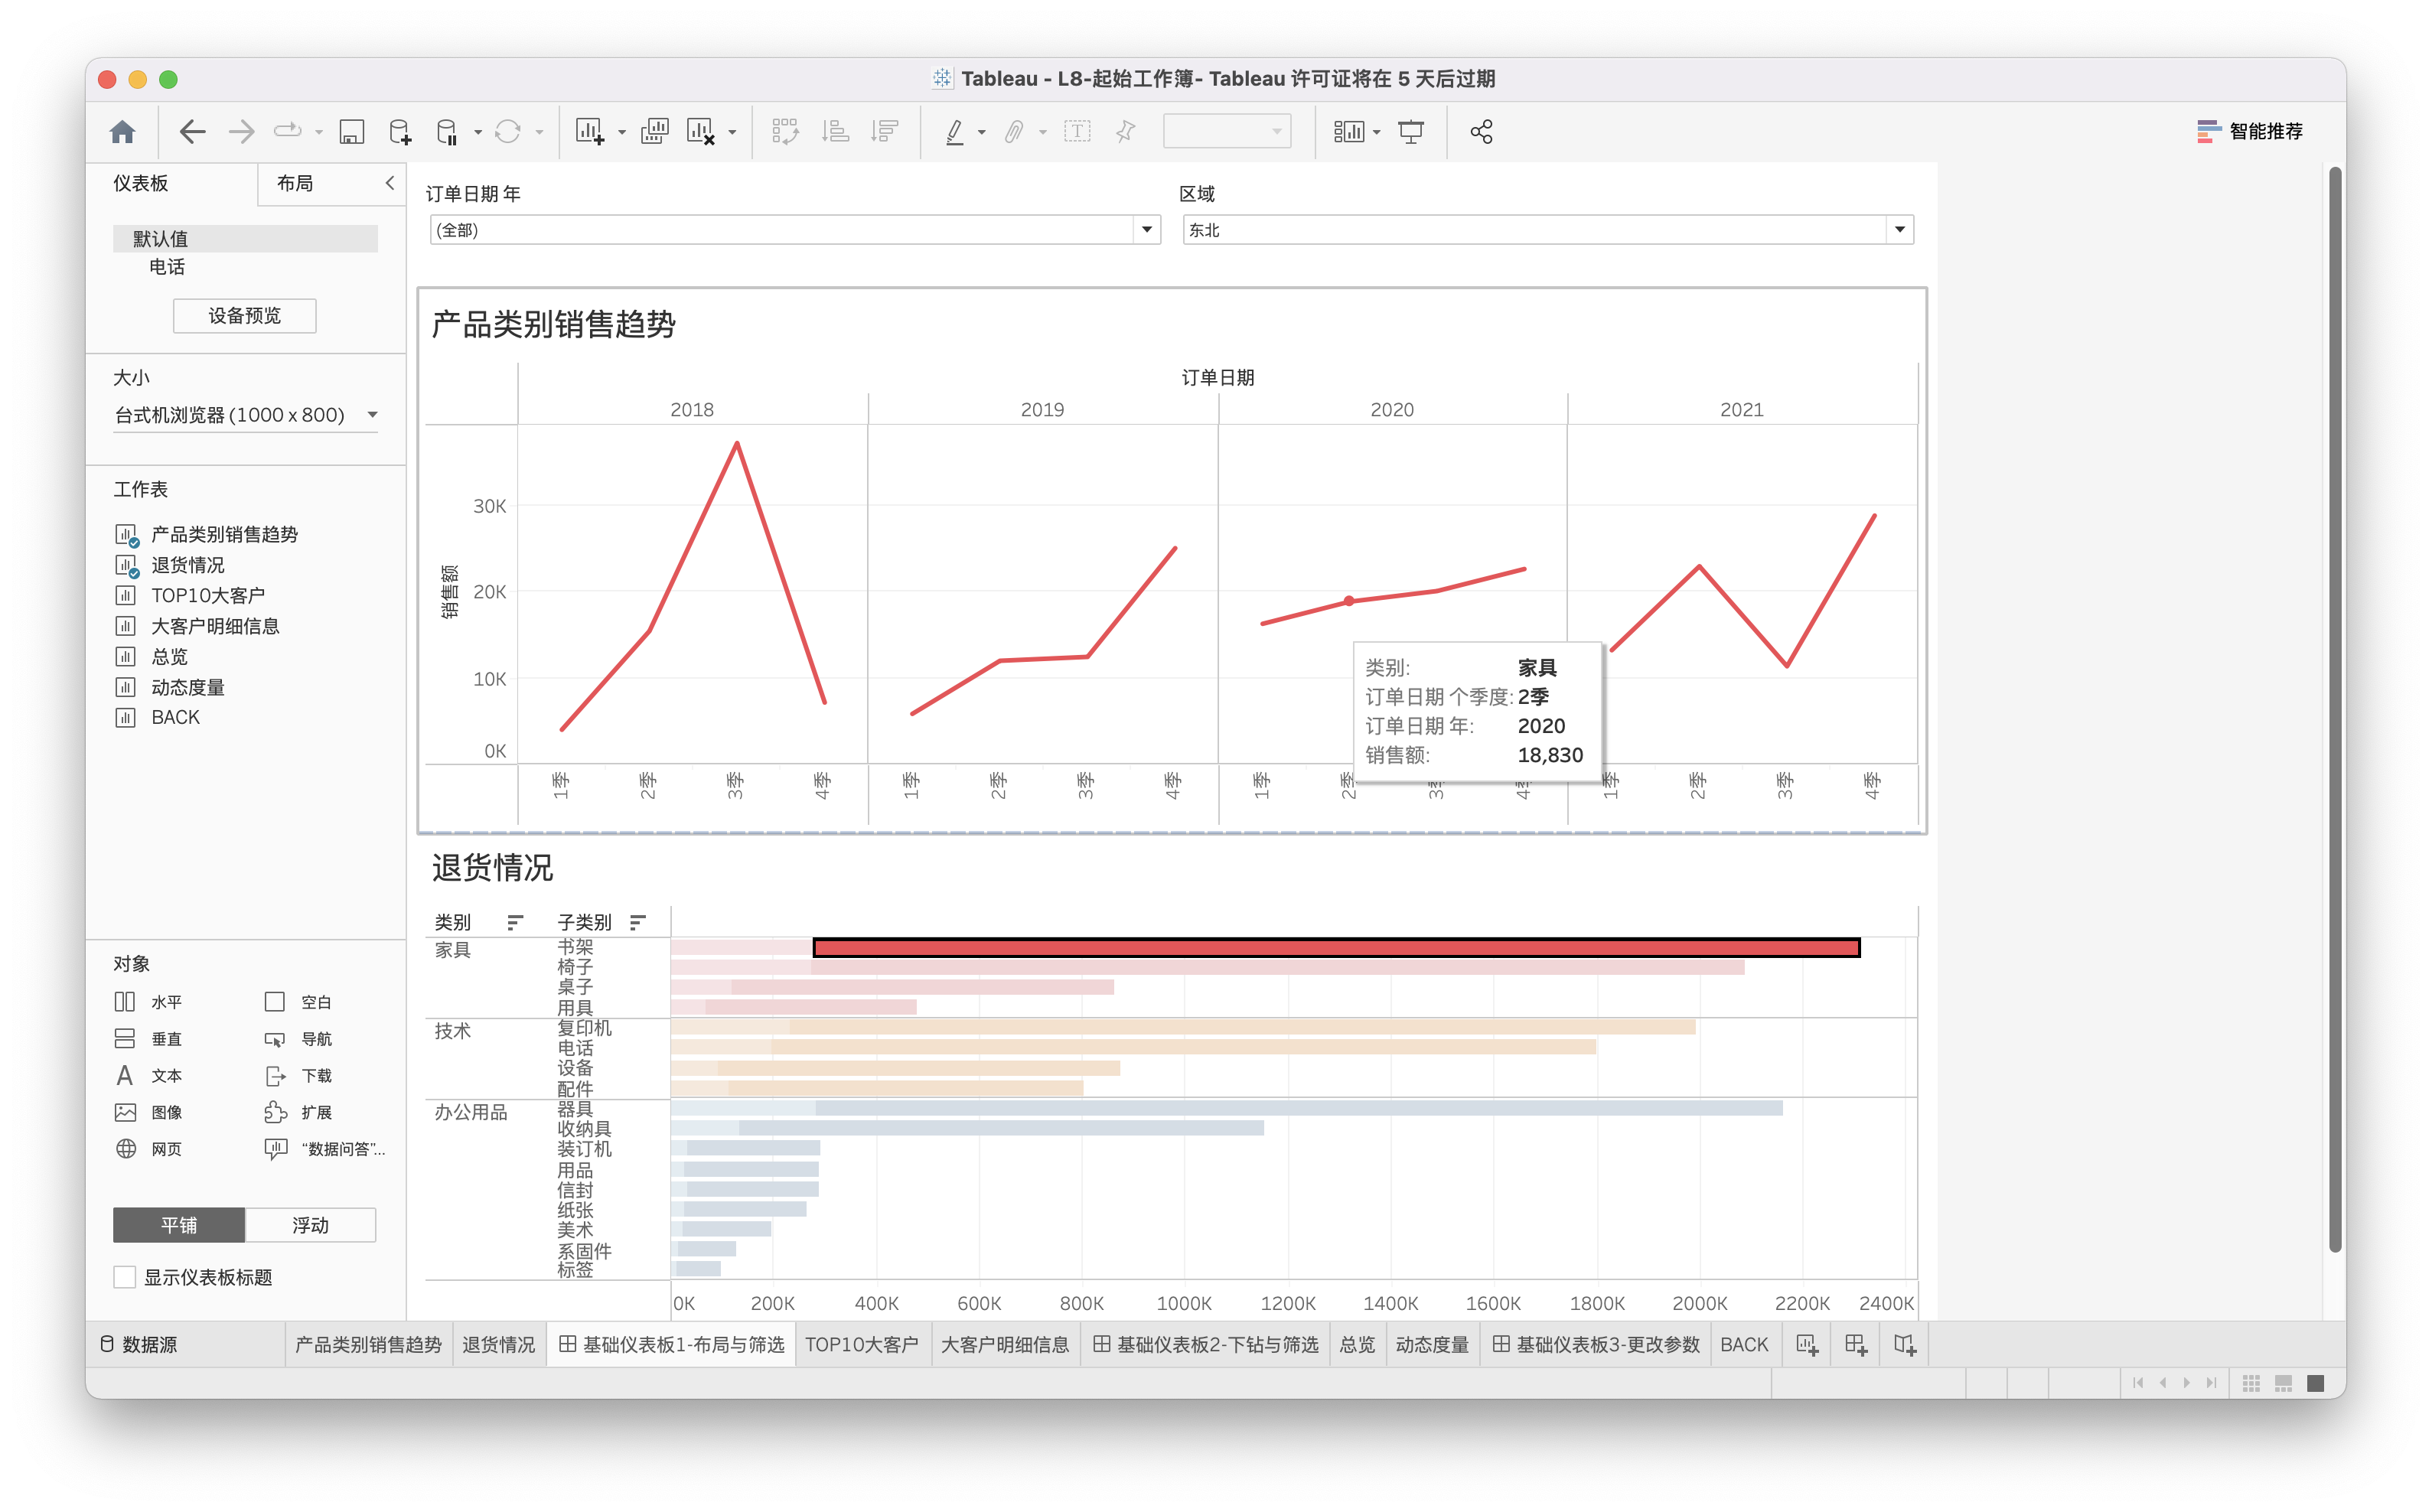 Tableau - L8-起始工作簿- Tableau 许可证将在 5 天后过期
智能推荐
仪表板
布局
默认值
电话
设备预览
大小
台式机浏览器 (1000 x 800)
工作表
产品类别销售趋势
退货情况
TOP10大客户
大客户明细信息
总览
动态度量
BACK
对象
水平 空白
垂直 导航
文本 下载
图像 扩展
网页 “数据问答”...
平铺 浮动
显示仪表板标题
订单日期 年 区域
(全部) 东北
产品类别销售趋势
订单日期
2018 2019 2020 2021
销售额
30K
20K
10K
0K
类别: 家具
订单日期 个季度: 2季
订单日期 年: 2020
销售额: 18,830
1季 2季 3季 4季 1季 2季 3季 4季 1季 2季 3季 4季 1季 2季 3季 4季
退货情况
类别 子类别
家具 书架
椅子
桌子
用具
技术 复印机
电话
设备
配件
办公用品 器具
收纳具
装订机
用品
信封
纸张
美术
系固件
标签
0K 200K 400K 600K 800K 1000K 1200K 1400K 1600K 1800K 2000K 2200K 2400K
数据源 产品类别销售趋势 退货情况 基础仪表板1-布局与筛选 TOP10大客户 大客户明细信息 基础仪表板2-下钻与筛选 总览 动态度量 基础仪表板3-更改参数 BACK